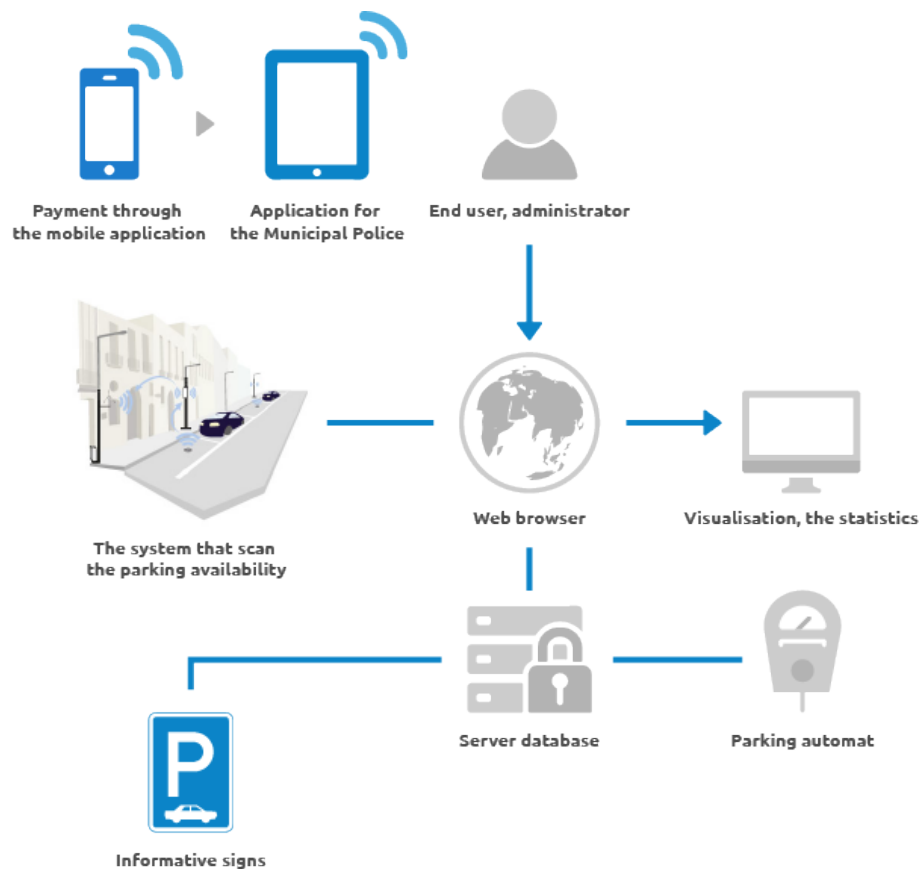 Payment through
the mobile application
Application for
the Municipal Police
End user, administrator
The system that scan
the parking availability
Web browser
Visualisation, the statistics
Server database
Parking automat
P
Informative signs